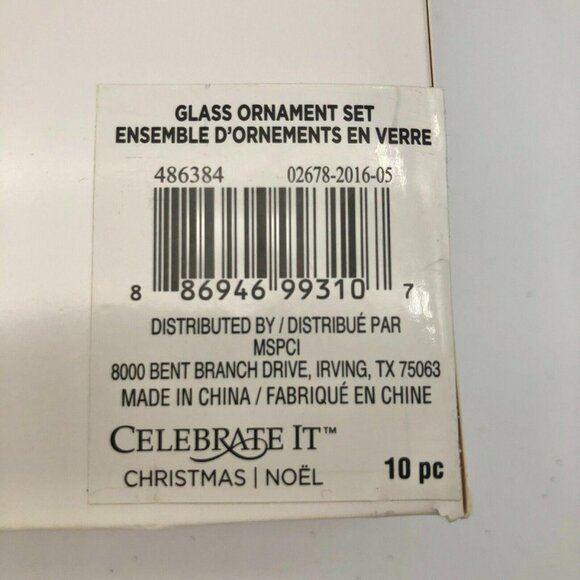 GLASS ORNAMENT SET
ENSEMBLE D'ORNEMENTS EN VERRE
486384 02678-2016-05
8 86946 99310 7
DISTRIBUTED BY / DISTRIBUÉ PAR
MSPCI
8000 BENT BRANCH DRIVE, IRVING, TX 75063
MADE IN CHINA / FABRIQUÉ EN CHINE
CELEBRATE IT™
CHRISTMAS | NOËL 10 pc